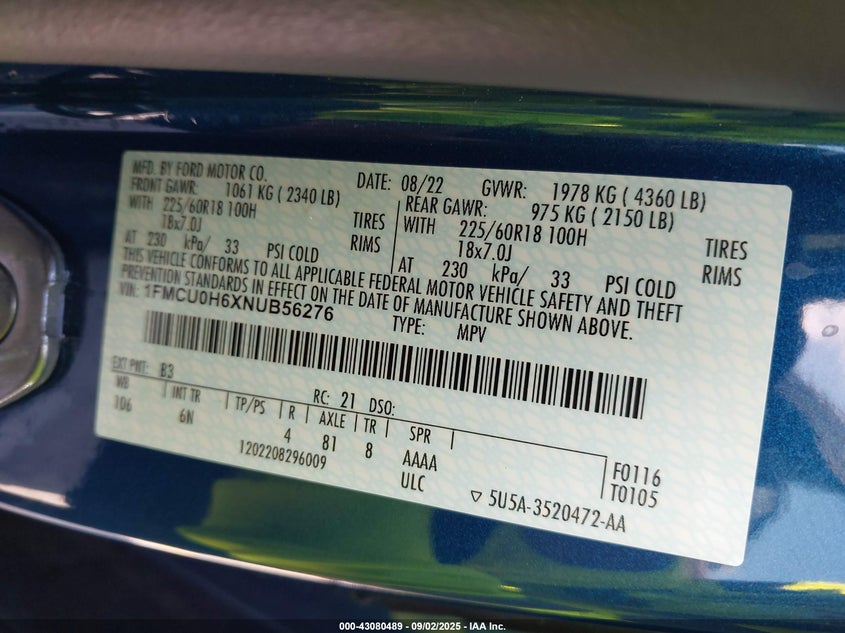 MFD. BY FORD MOTOR CO. DATE: 08/22 GVWR: 1978 KG ( 4360 LB)
FRONT GAWR: 1061 KG ( 2340 LB) REAR GAWR: 975 KG ( 2150 LB)
WITH 225/60R18 100H TIRES WITH 225/60R18 100H TIRES
18x7.0J RIMS 18x7.0J RIMS
AT 230 kPa/ 33 PSI COLD AT 230 kPa/ 33 PSI COLD
THIS VEHICLE CONFORMS TO ALL APPLICABLE FEDERAL MOTOR VEHICLE SAFETY AND THEFT
PREVENTION STANDARDS IN EFFECT ON THE DATE OF MANUFACTURE SHOWN ABOVE.
VIN: 1FMCU0H6XNUB56276 TYPE: MPV
EXT PNT: B3 RC: 21 DSO:
WB INT TR TP/PS R AXLE TR SPR
106 6N 4 81 8 AAAA F0116
1202208296009 ULC T0105
5U5A-3520472-AA
000-43080489 - 09/02/2025 - IAA Inc.